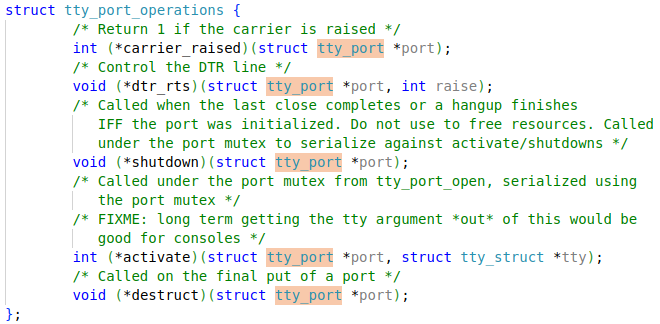 struct tty_port_operations {
/* Return 1 if the carrier is raised */
int (*carrier_raised)(struct tty_port *port);
/* Control the DTR line */
void (*dtr_rts)(struct tty_port *port, int raise);
/* Called when the last close completes or a hangup finishes
IFF the port was initialized. Do not use to free resources. Called
under the port mutex to serialize against activate/shutdowns */
void (*shutdown)(struct tty_port *port);
/* Called under the port mutex from tty_port_open, serialized using
the port mutex */
/* FIXME: long term getting the tty argument *out* of this would be
good for consoles */
int (*activate)(struct tty_port *port, struct tty_struct *tty);
/* Called on the final put of a port */
void (*destruct)(struct tty_port *port);
};